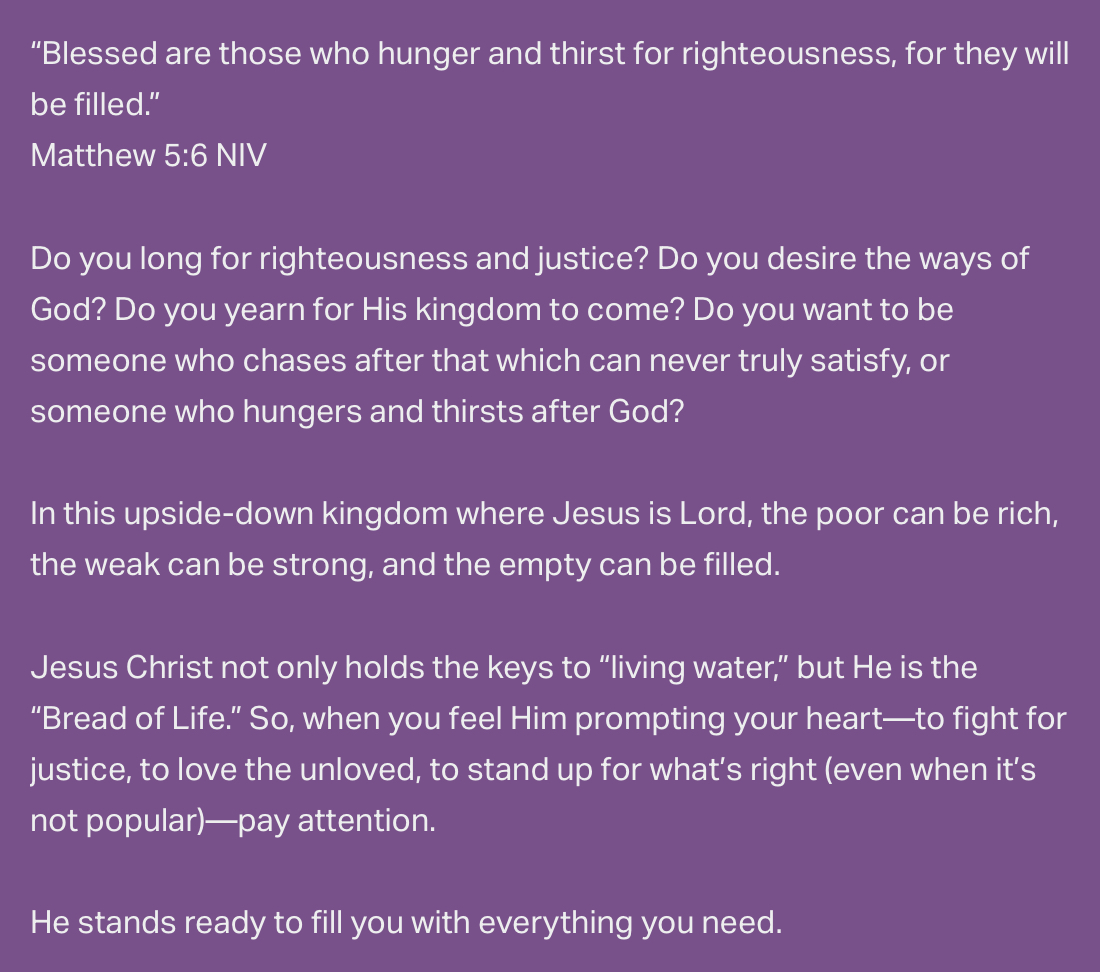 “Blessed are those who hunger and thirst for righteousness, for they will
be filled.”
Matthew 5:6 NIV
Do you long for righteousness and justice? Do you desire the ways of
God? Do you yearn for His kingdom to come? Do you want to be
someone who chases after that which can never truly satisfy, or
someone who hungers and thirsts after God?
In this upside-down kingdom where Jesus is Lord, the poor can be rich,
the weak can be strong, and the empty can be filled.
Jesus Christ not only holds the keys to “living water,” but He is the
“Bread of Life.” So, when you feel Him prompting your heart—to fight for
justice, to love the unloved, to stand up for what’s right (even when it’s
not popular)—pay attention.
He stands ready to fill you with everything you need.